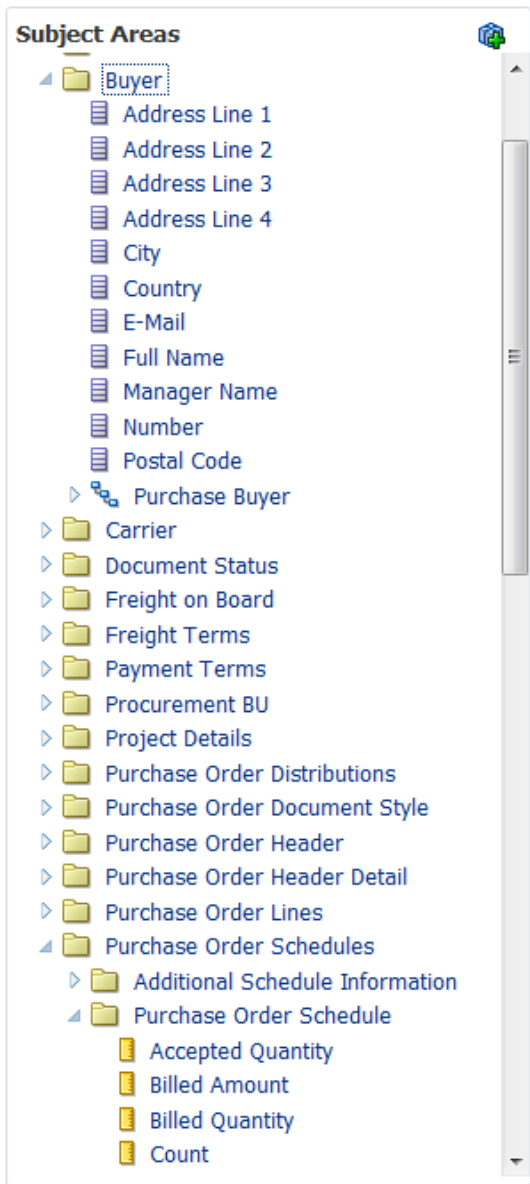 Subject Areas
Buyer
Address Line 1
Address Line 2
Address Line 3
Address Line 4
City
Country
E-Mail
Full Name
Manager Name
Number
Postal Code
Purchase Buyer
Carrier
Document Status
Freight on Board
Freight Terms
Payment Terms
Procurement BU
Project Details
Purchase Order Distributions
Purchase Order Document Style
Purchase Order Header
Purchase Order Header Detail
Purchase Order Lines
Purchase Order Schedules
Additional Schedule Information
Purchase Order Schedule
Accepted Quantity
Billed Amount
Billed Quantity
Count